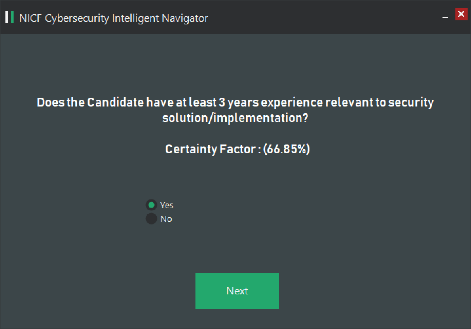 NICF Cybersecurity Intelligent Navigator
Does the Candidate have at least 3 years experience relevant to security
solution/implementation?
Certainty Factor : (66.85%)
Yes
No
Next